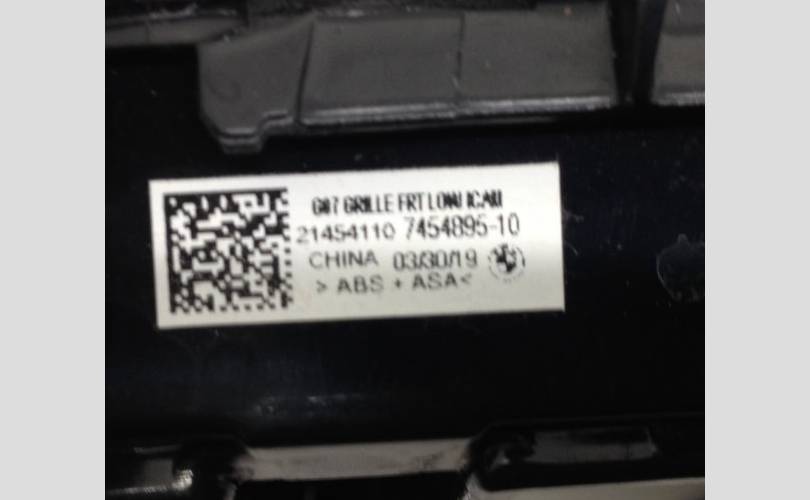 G07 GRILLE FRT LOW ICAM
21454110 7454895-10
CHINA 03/30/19
> ABS + ASA<